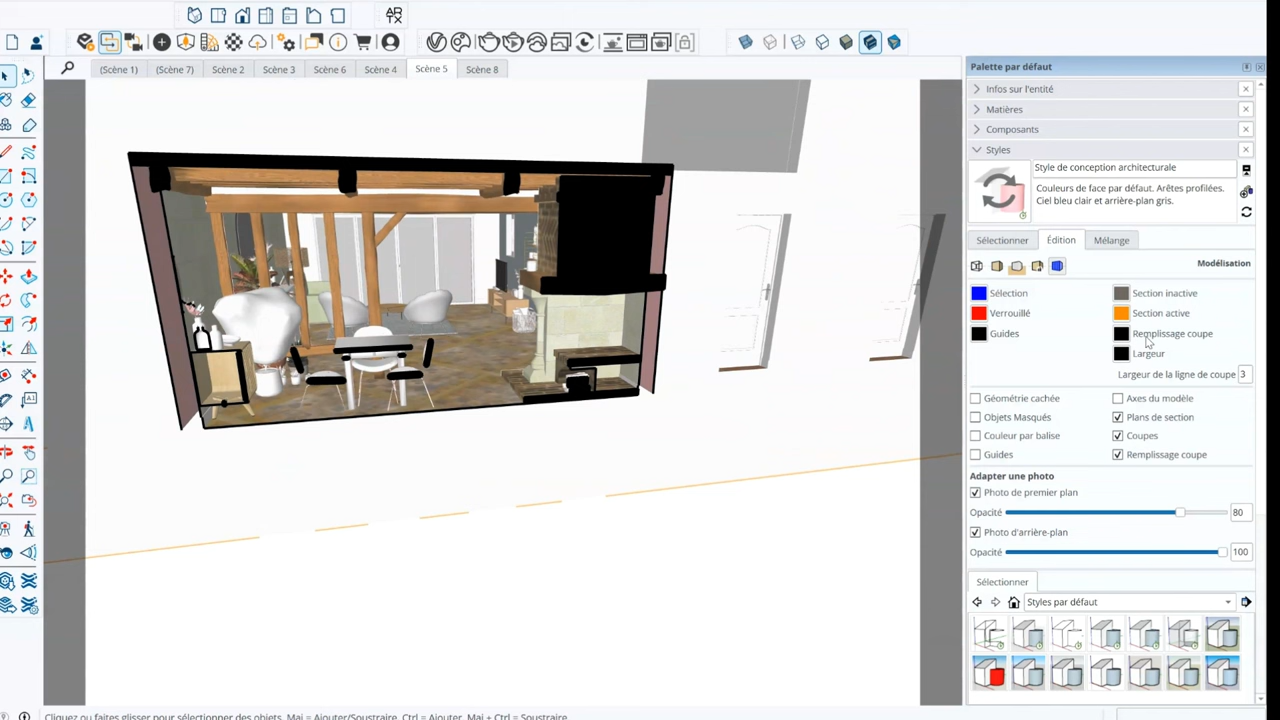 AR
TX
(Scène 1)
(Scène 7)
Scène 2
Scène 3
Scène 6
Scène 4
Scène 5
Scène 8
Palette par défaut
Infos sur l'entité
Matières
Composants
Styles
Style de conception architecturale
Couleurs de face par défaut. Arêtes profilées.
Ciel bleu clair et arrière-plan gris.
Sélectionner
Édition
Mélange
Modélisation
Sélection
Section inactive
Verrouillé
Section active
Guides
Remplissage coupe
Largeur
Largeur de la ligne de coupe 3
Géométrie cachée
Axes du modèle
Objets Masqués
Plans de section
Couleur par balise
Coupes
Guides
Remplissage coupe
Adapter une photo
Photo de premier plan
Opacité
80
Photo d'arrière-plan
Opacité
100
Sélectionner
Styles par défaut
Cliquez ou faites glisser pour sélectionner des objets. Maj = Ajouter/Soustraire. Ctrl = Ajouter. Maj + Ctrl = Soustraire.